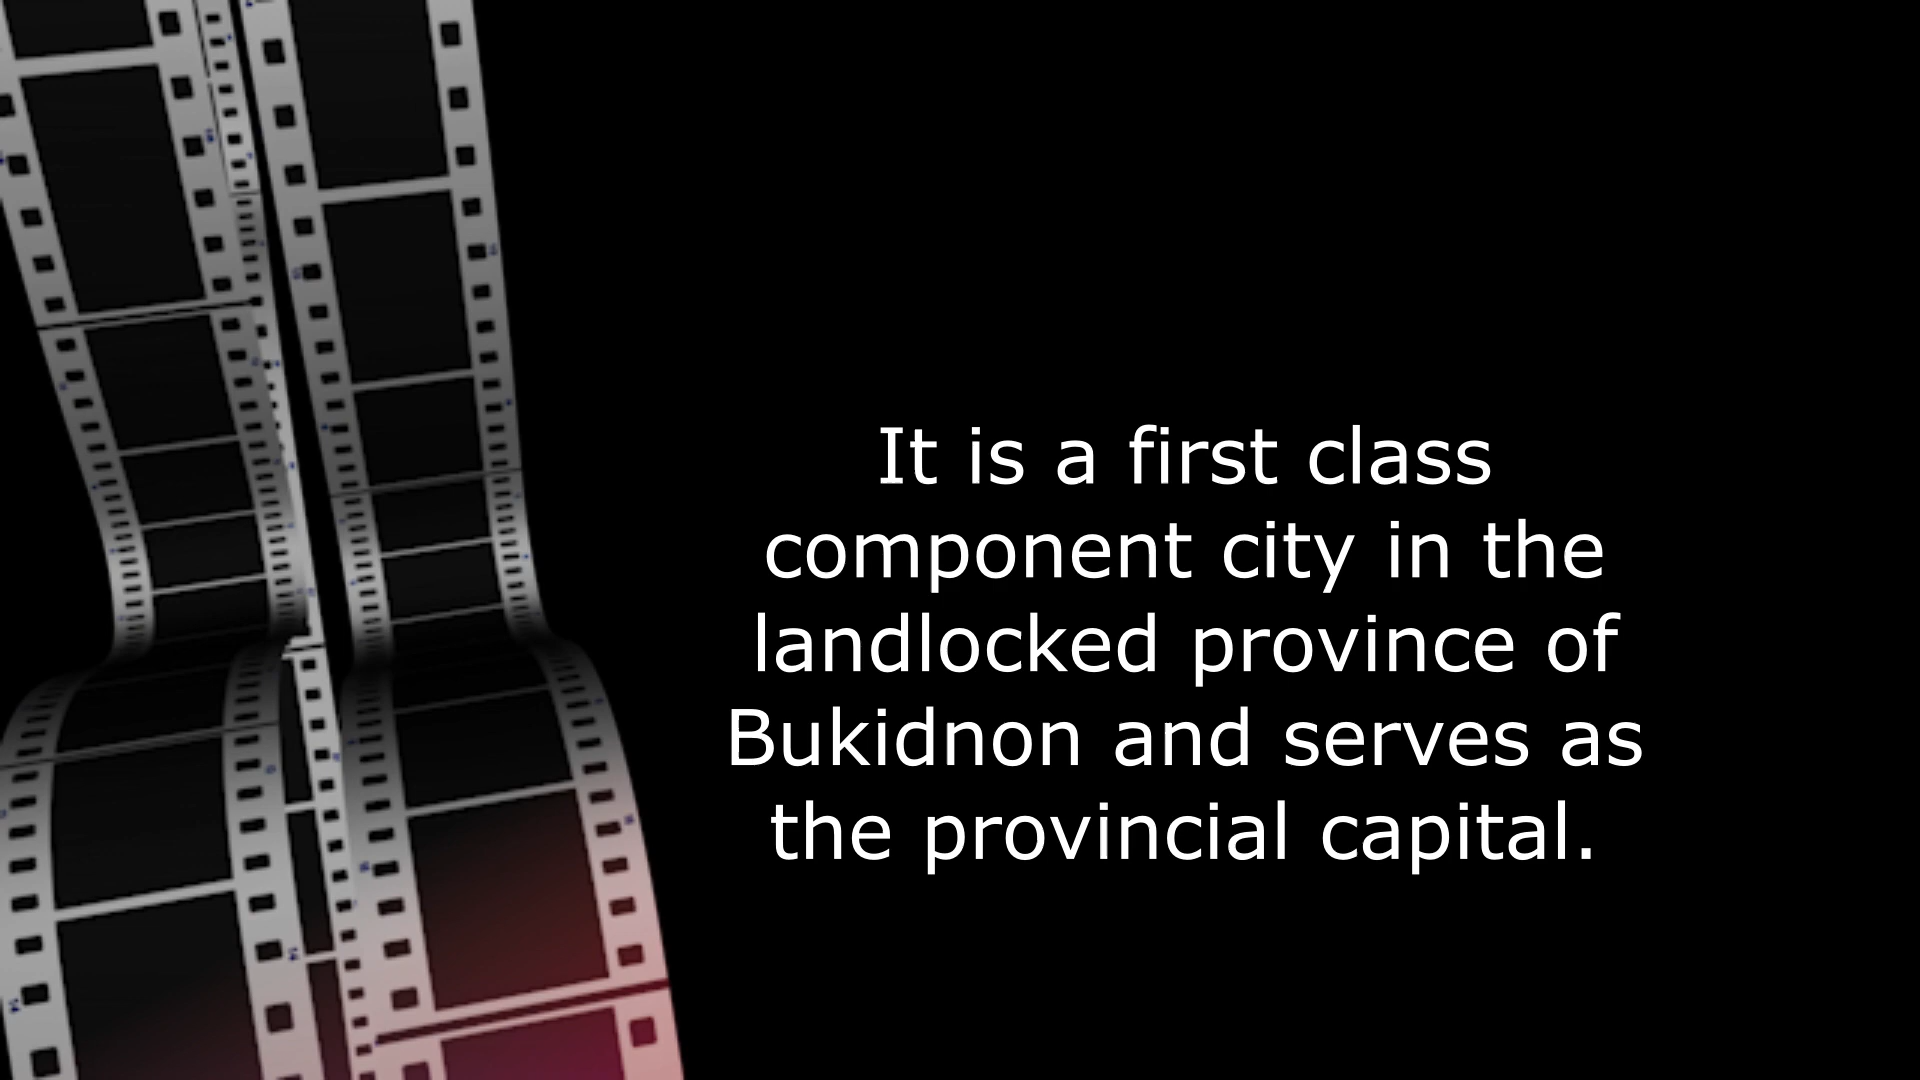 It is a first class
component city in the
landlocked province of
Bukidnon and serves as
the provincial capital.